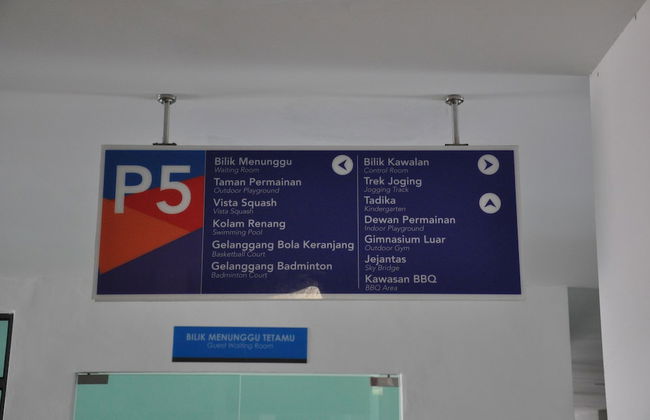 P5
Bilik Menunggu
Waiting Room
Taman Permainan
Outdoor Playground
Vista Squash
Vista Squash
Kolam Renang
Swimming Pool
Gelanggang Bola Keranjang
Basketball Court
Gelanggang Badminton
Badminton Court
Bilik Kawalan
Control Room
Trek Joging
Jogging Track
Tadika
Kindergarten
Dewan Permainan
Indoor Playground
Gimnasium Luar
Outdoor Gym
Jejantas
Sky Bridge
Kawasan BBQ
BBQ Area
BILIK MENUNGGU TETAMU
Guest Waiting Room